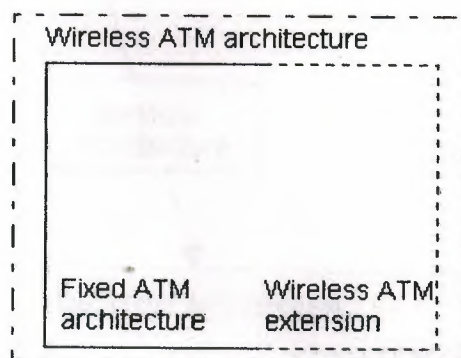 Wireless ATM architecture
Fixed ATM
architecture
Wireless ATM
extension